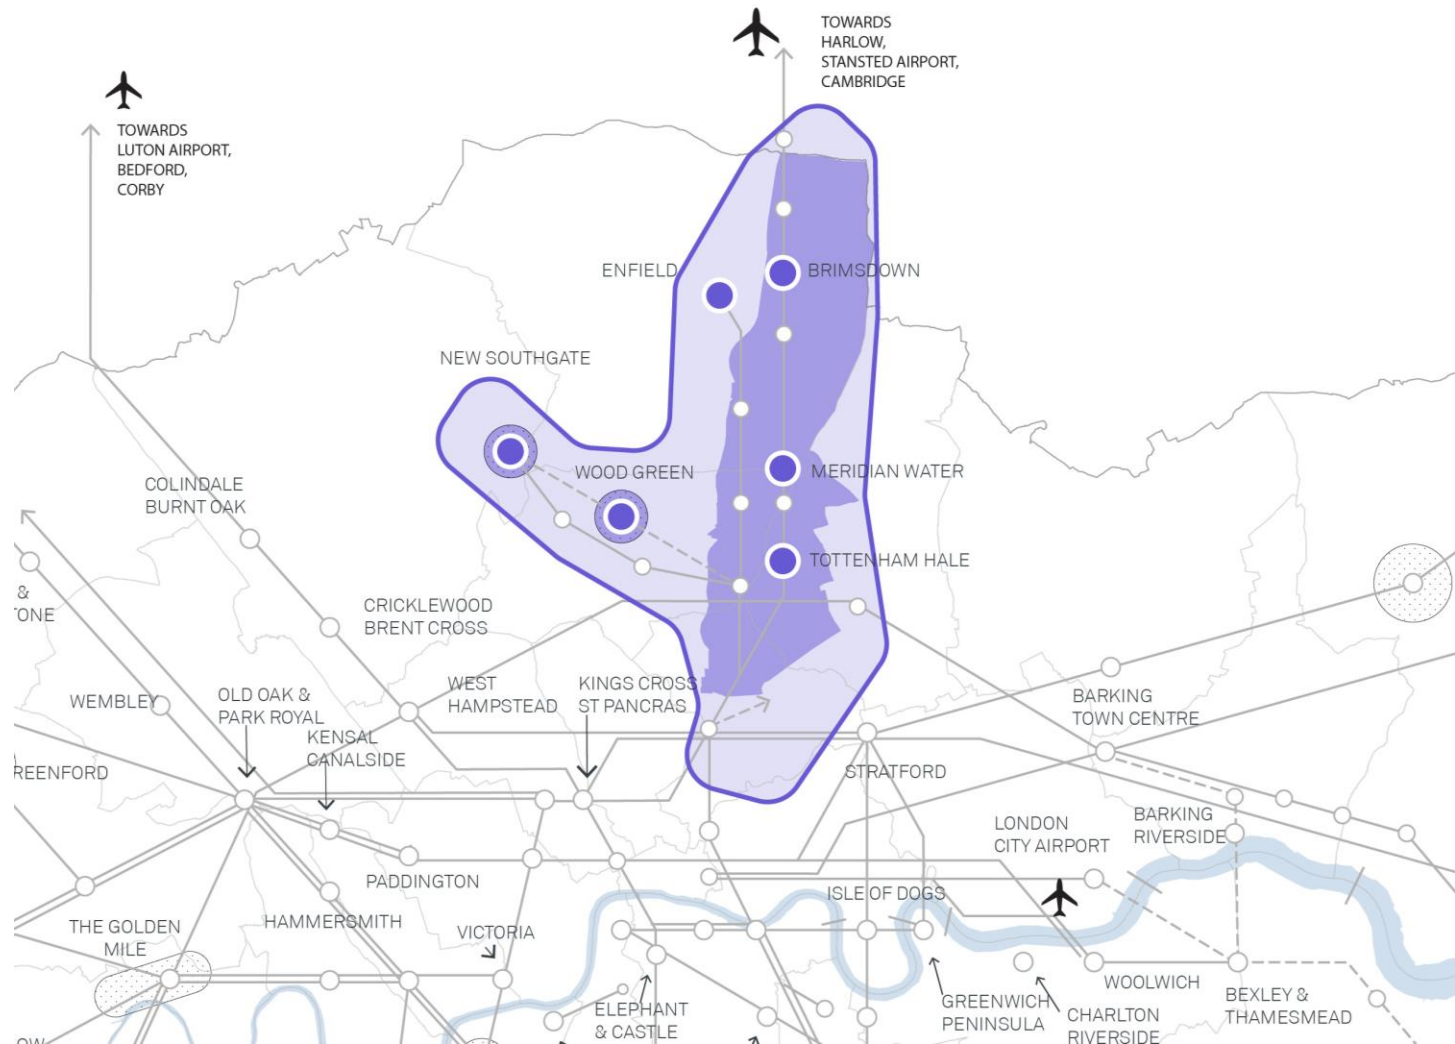 TOWARDS
HARLOW,
STANSTED AIRPORT,
CAMBRIDGE
TOWARDS
LUTON AIRPORT,
BEDFORD,
CORBY
ENFIELD
BRIMSDOWN
NEW SOUTHGATE
WOOD GREEN
MERIDIAN WATER
COLINDALE
BURNT OAK
TOTTENHAM HALE
&
CRICKLEWOOD
BRENT CROSS
WEMBLEY
OLD OAK &
PARK ROYAL
WEST
HAMPSTEAD
KINGS CROSS
ST PANCRAS
BARKING
TOWN CENTRE
KENSAL
CANALSIDE
REENFORD
STRATFORD
LONDON
CITY AIRPORT
BARKING
RIVERSIDE
PADDINGTON
ISLE OF DOGS
HAMMERSMITH
THE GOLDEN
MILE
VICTORIA
WOOLWICH
ELEPHANT
& CASTLE
GREENWICH
PENINSULA
CHARLTON
RIVERSIDE
BEXLEY &
THAMESMEAD